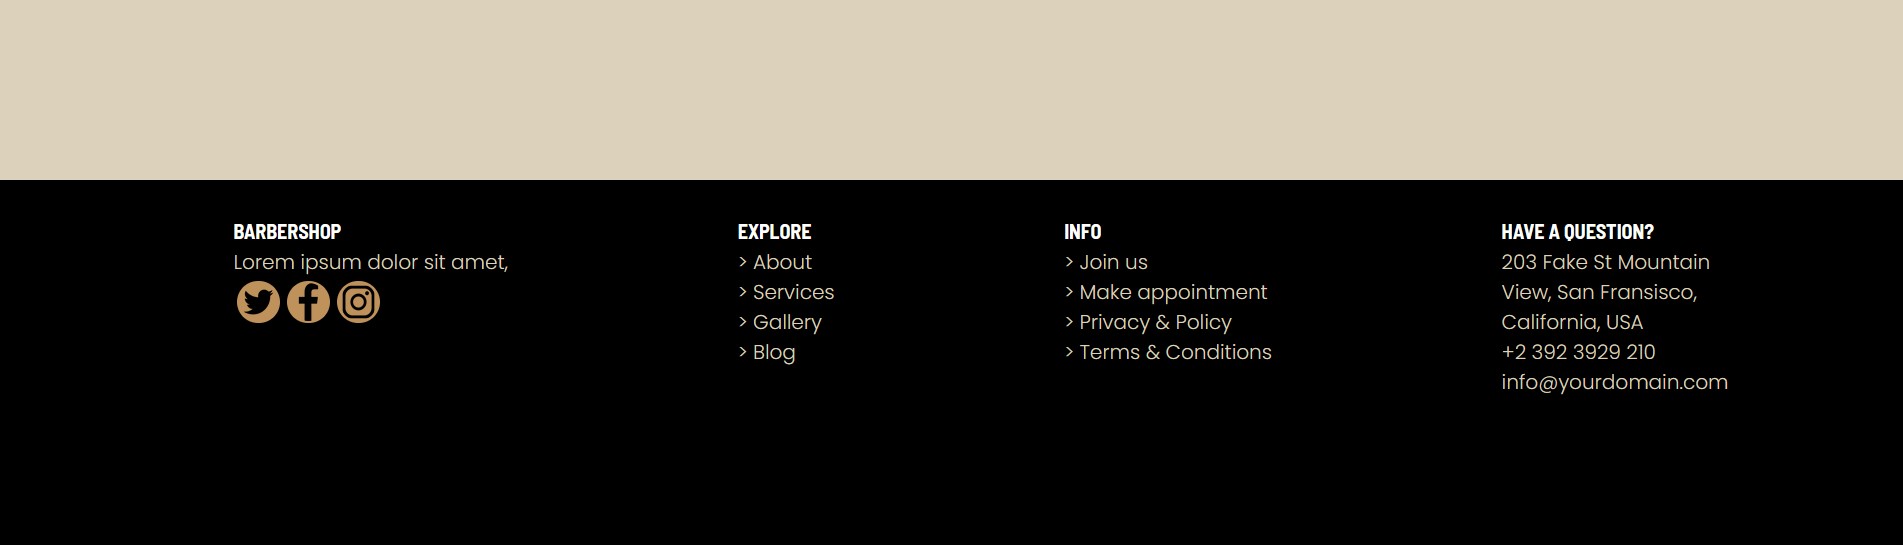 BARBERSHOP
Lorem ipsum dolor sit amet,
EXPLORE
> About
> Services
> Gallery
> Blog
INFO
> Join us
> Make appointment
> Privacy & Policy
> Terms & Conditions
HAVE A QUESTION?
203 Fake St Mountain
View, San Fransisco,
California, USA
+2 392 3929 210
info@yourdomain.com